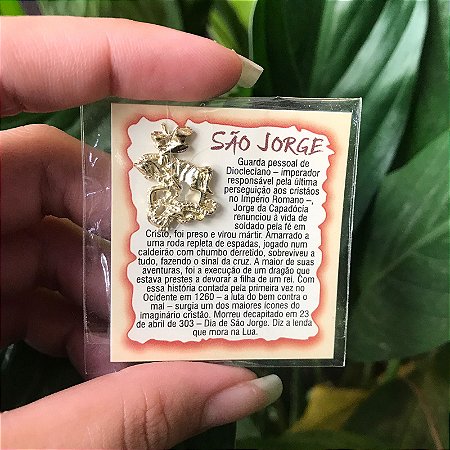 SÃO JORGE
Guarda pessoal de
Diocleciano – imperador
responsável pela última
perseguição aos cristãos
no Império Romano –,
Jorge da Capadócia
renunciou à vida de
soldado pela fé em
Cristo, foi preso e virou mártir. Amarrado a
uma roda repleta de espadas, jogado num
caldeirão com chumbo derretido, sobreviveu a
tudo, fazendo o sinal da cruz. A maior de suas
aventuras, foi a execução de um dragão que
estava prestes a devorar a filha de um rei. Com
essa história contada pela primeira vez no
Ocidente em 1260 – a luta do bem contra o
mal – surgia um dos maiores ícones do
imaginário cristão. Morreu decapitado em 23
de abril de 303 – Dia de São Jorge. Diz a lenda
que mora na Lua.